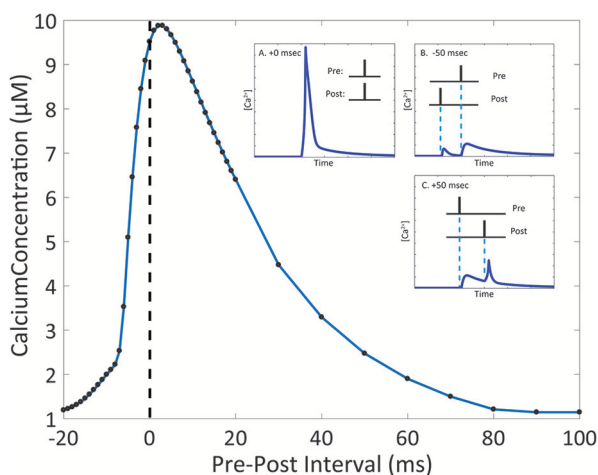 10
9
8
7
6
5
4
3
2
1
CalciumConcentration (μM)
-20
0
20
40
60
80
100
Pre-Post Interval (ms)
A. +0 msec
Pre:
Post:
[Ca²⁺]
Time
B. -50 msec
Pre
Post
[Ca²⁺]
Time
C. +50 msec
Pre
Post
[Ca²⁺]
Time